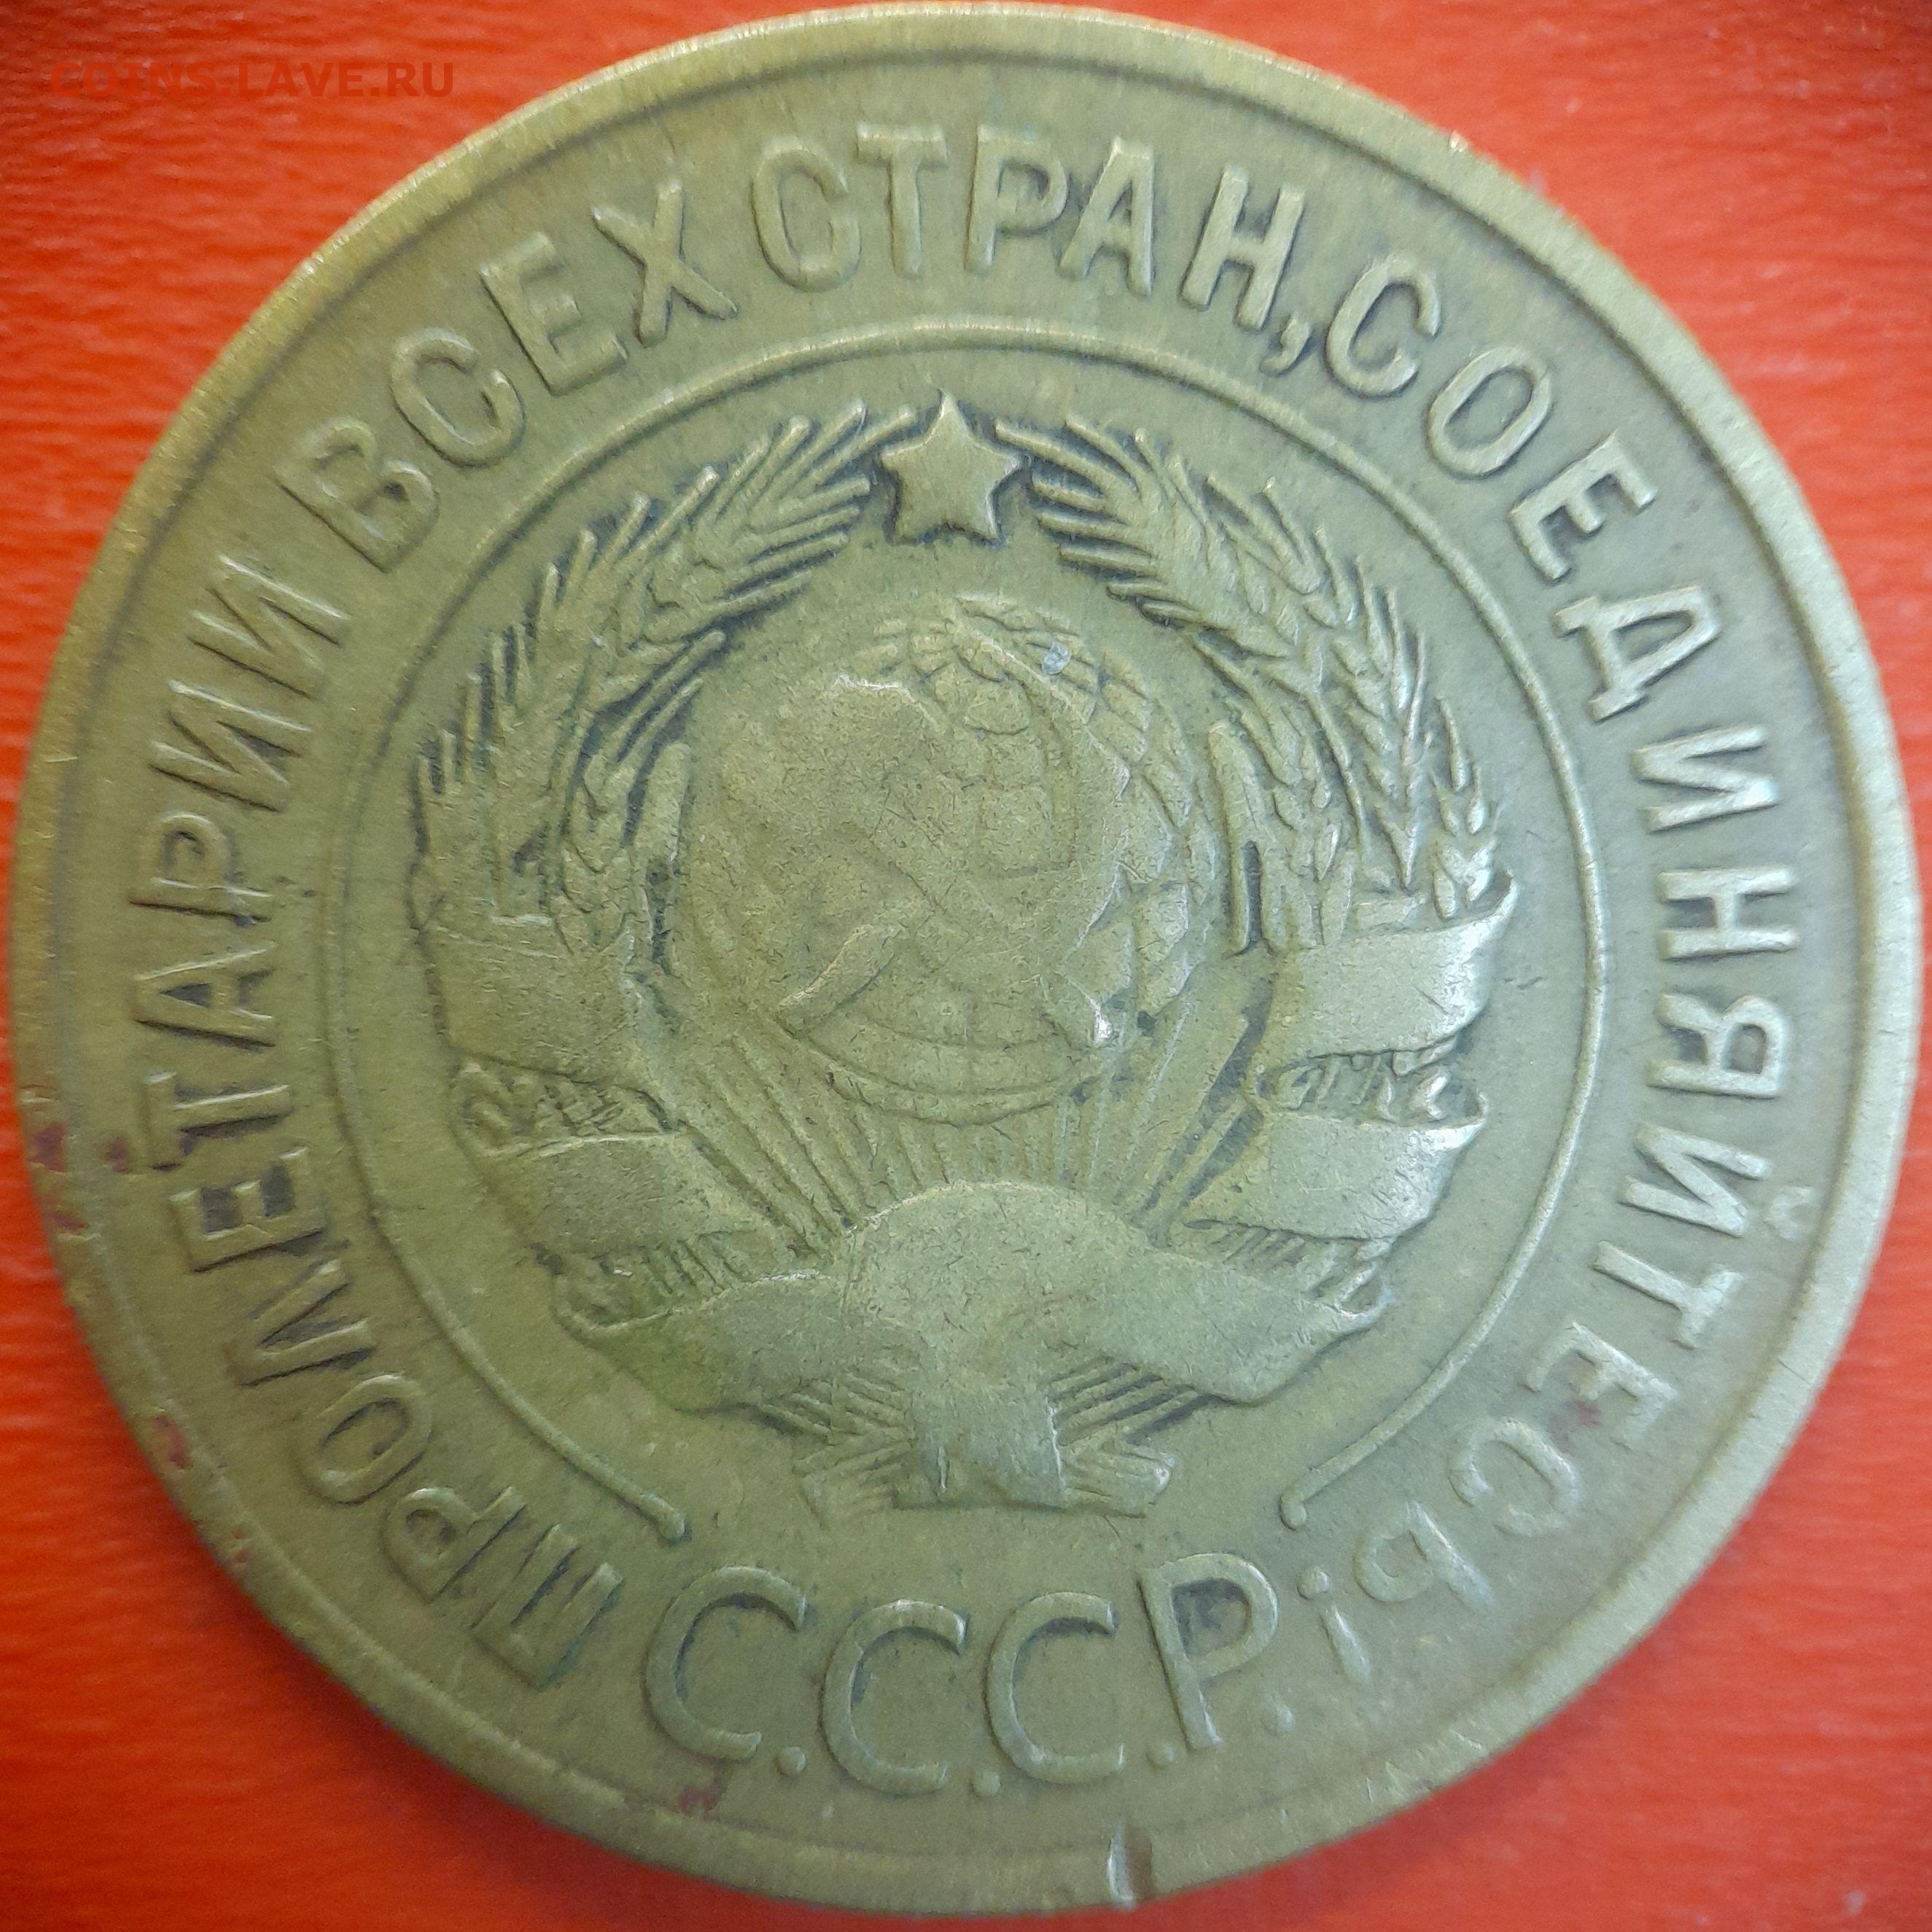 COINS.LAVE.RU
ПРОЛЕТАРИИ ВСЕХ СТРАН, СОЕДИНЯЙТЕСЬ!
С.С.С.Р.